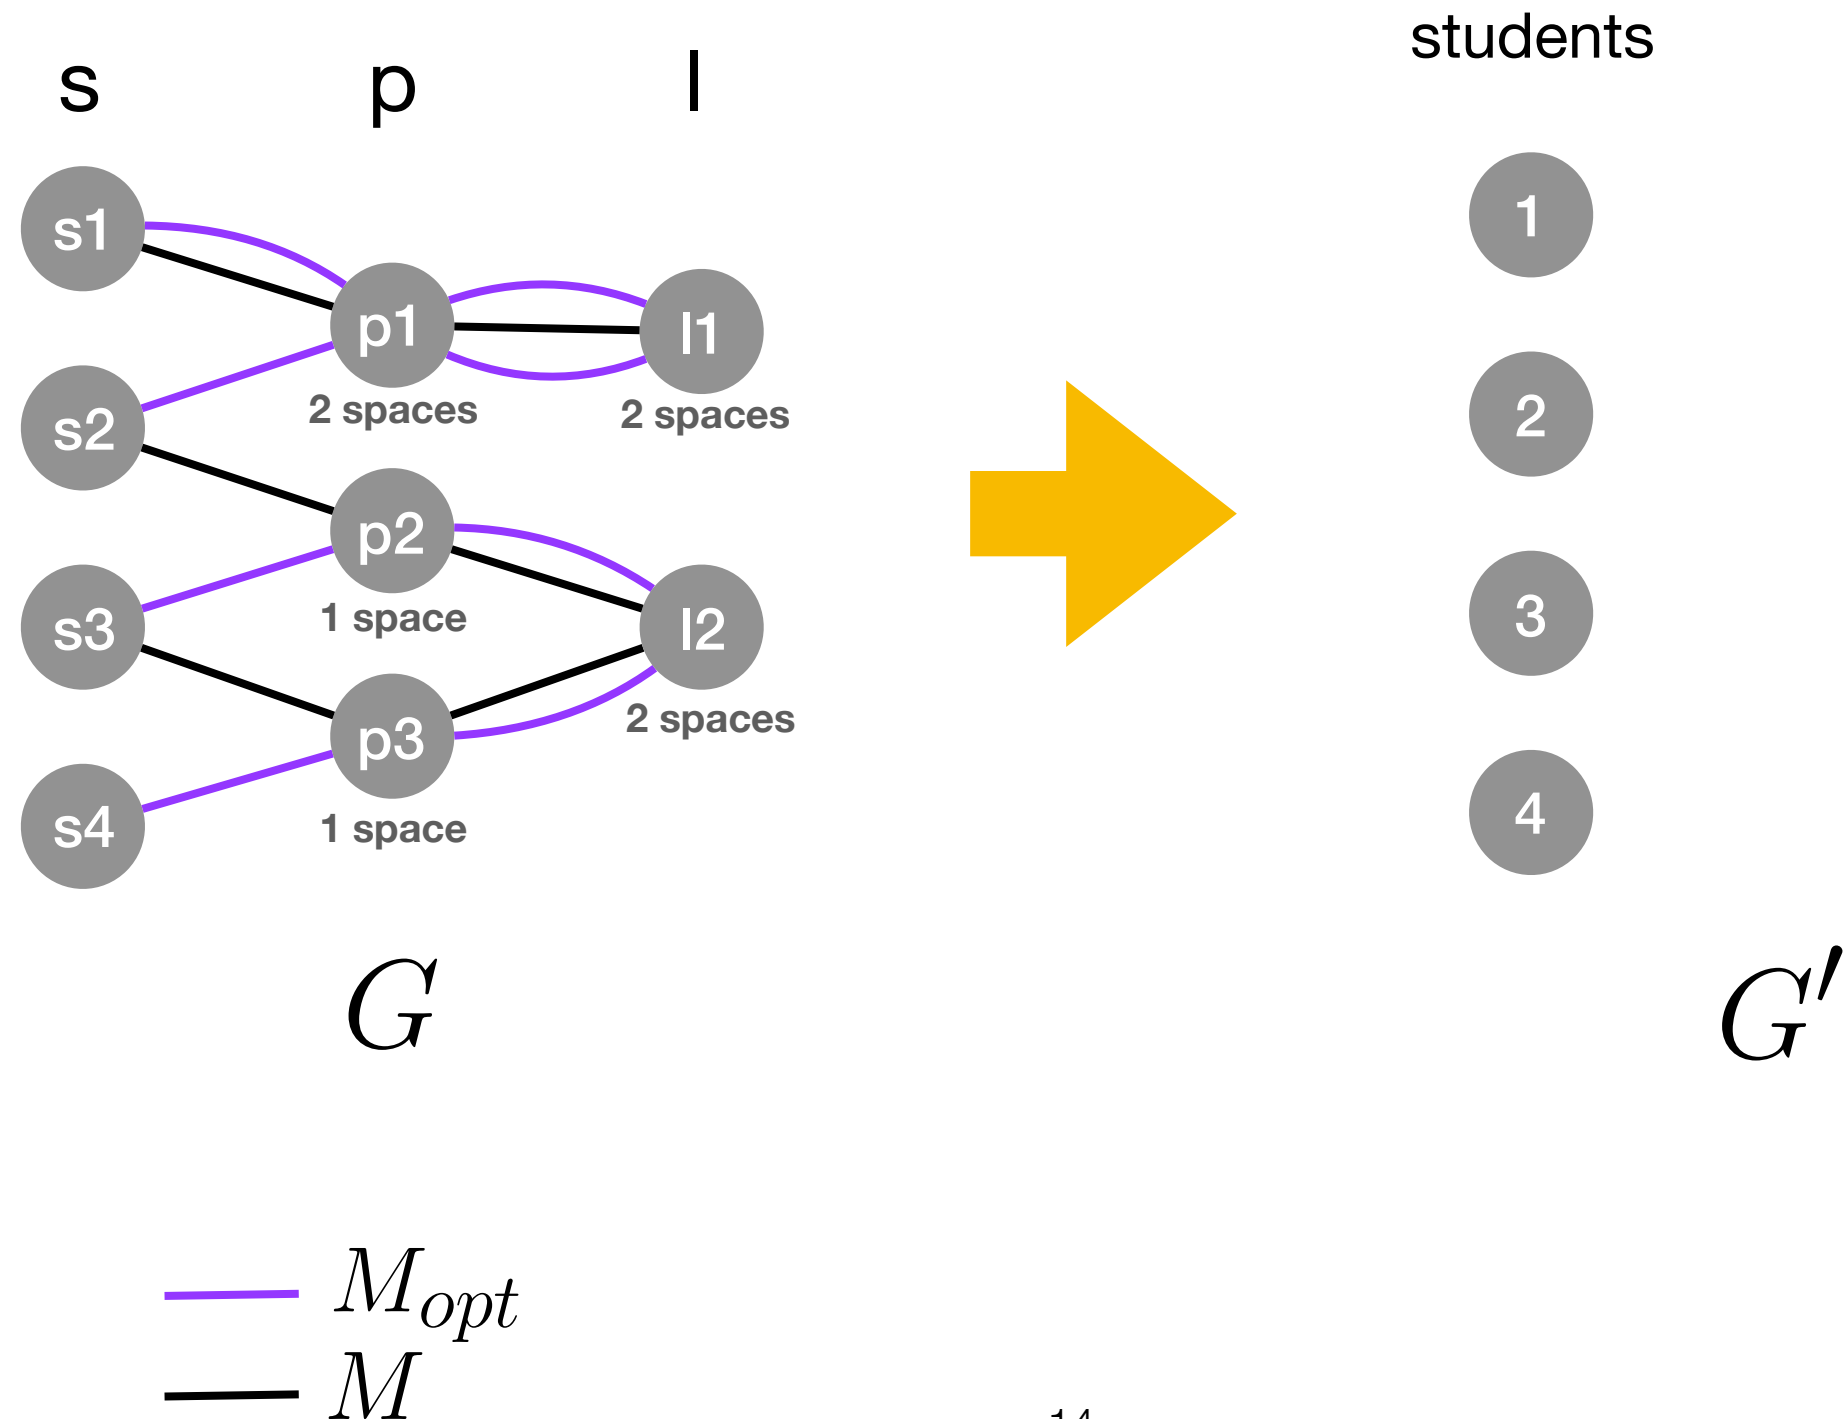 students
s p l
s1
p1
l1
2 spaces
2 spaces
s2
p2
1 space
s3
l2
2 spaces
p3
1 space
s4
1
2
3
4
G
G′
M_opt
M
14